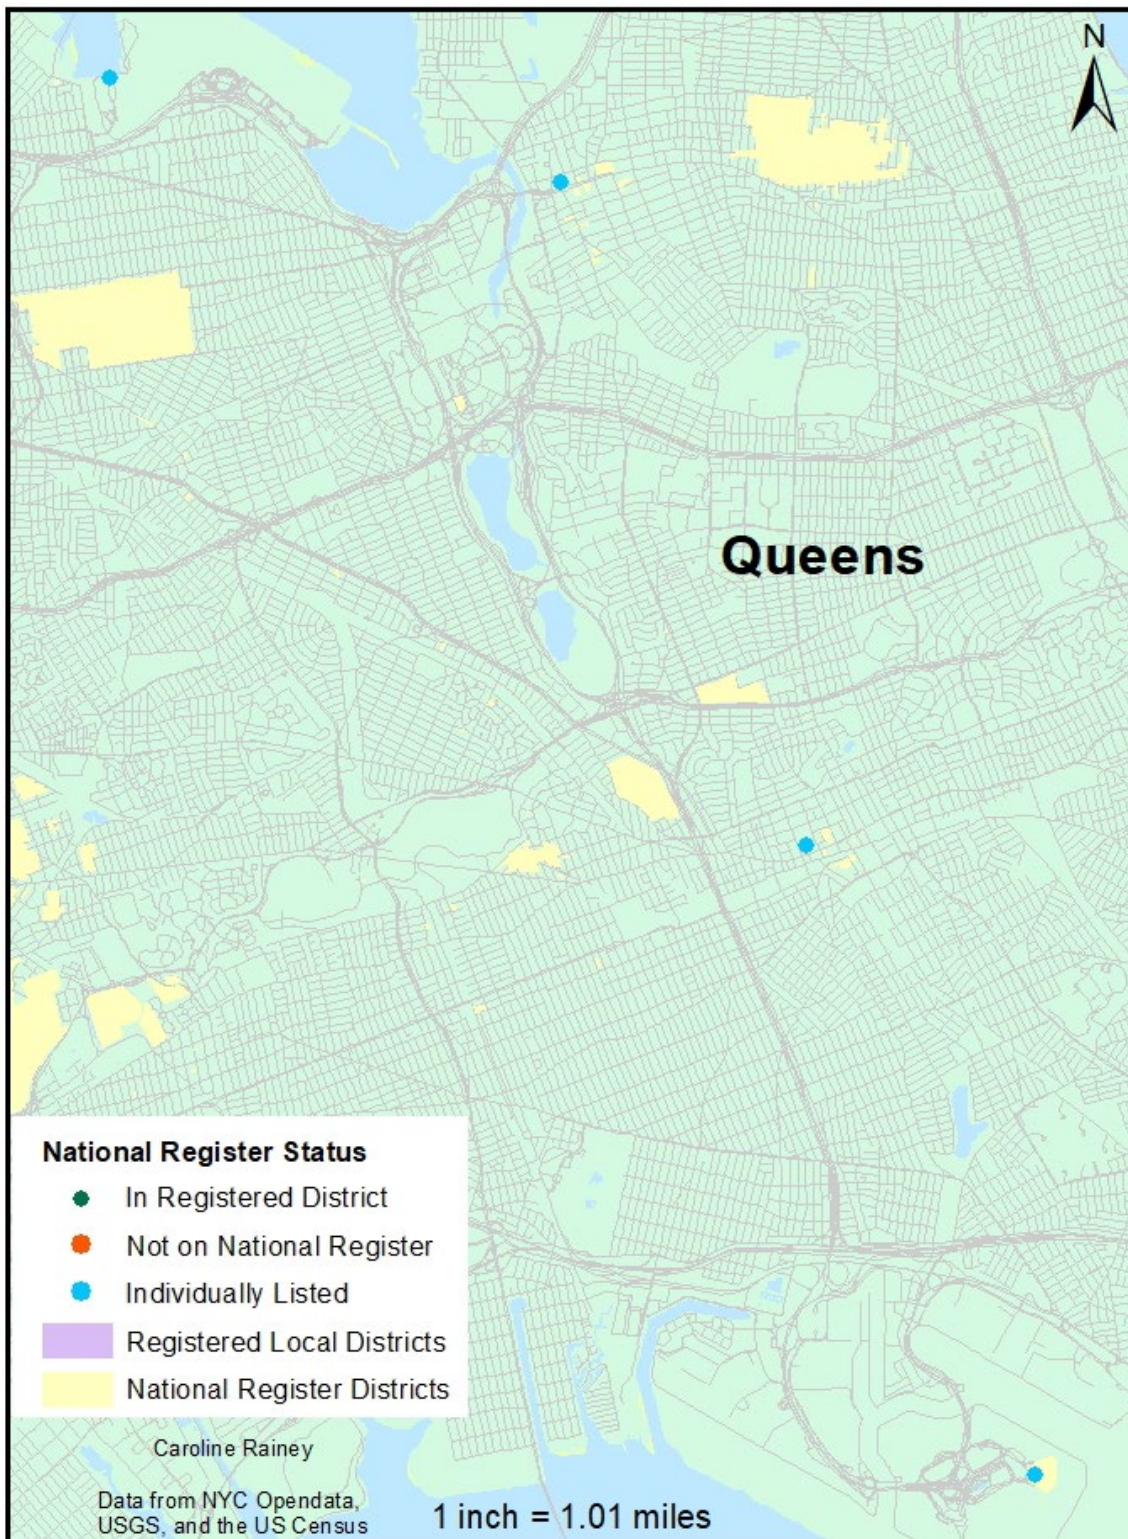 N
Queens
National Register Status
In Registered District
Not on National Register
Individually Listed
Registered Local Districts
National Register Districts
Caroline Rainey
Data from NYC Opendata,
USGS, and the US Census
1 inch = 1.01 miles